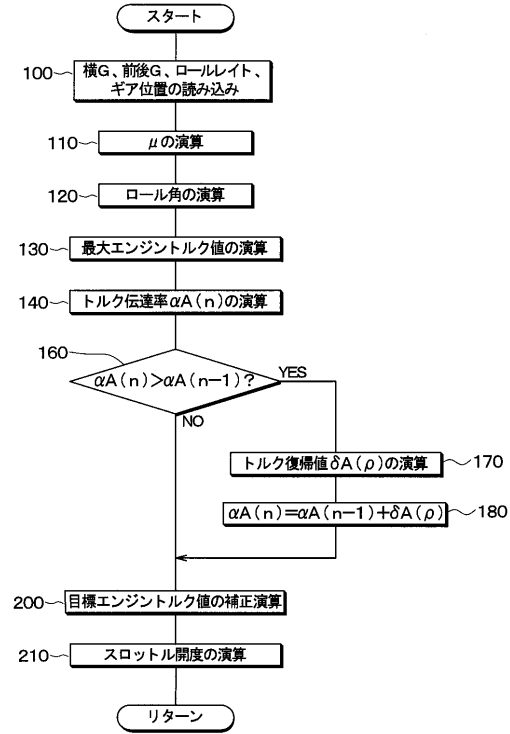 スタート
100
横G、前後G、ロールレイト、
ギア位置の読み込み
110
μの演算
120
ロール角の演算
130
最大エンジントルク値の演算
140
トルク伝達率αA(n)の演算
160
αA(n)>αA(n-1)?
YES
NO
トルク復帰値δA(ρ)の演算
170
αA(n)=αA(n-1)+δA(ρ)
180
200
目標エンジントルク値の補正演算
210
スロットル開度の演算
リターン